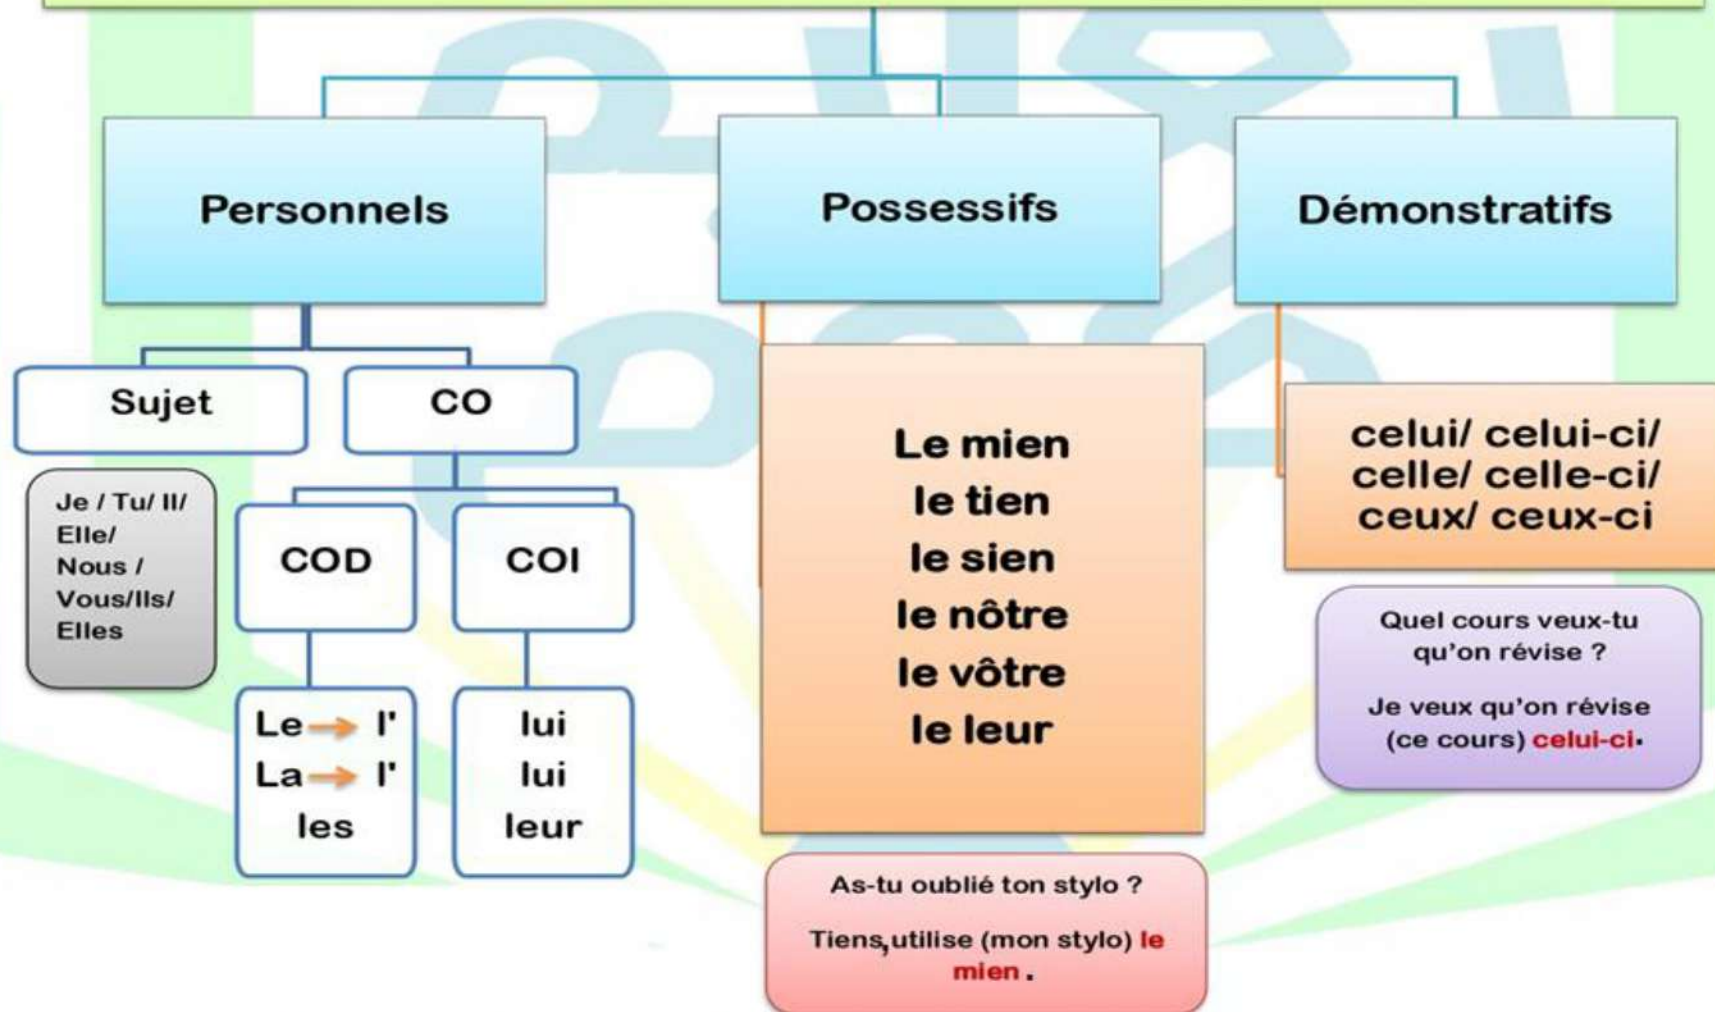 Personnels
Possessifs
Démonstratifs
Sujet
CO
Je / Tu/ Il/
Elle/
Nous /
Vous/Ils/
Elles
COD
COI
Le → l'
La → l'
les
lui
lui
leur
Le mien
le tien
le sien
le nôtre
le vôtre
le leur
As-tu oublié ton stylo ?
Tiens,utilise (mon stylo) le
mien .
celui/ celui-ci/
celle/ celle-ci/
ceux/ ceux-ci
Quel cours veux-tu
qu'on révise ?
Je veux qu'on révise
(ce cours) celui-ci.